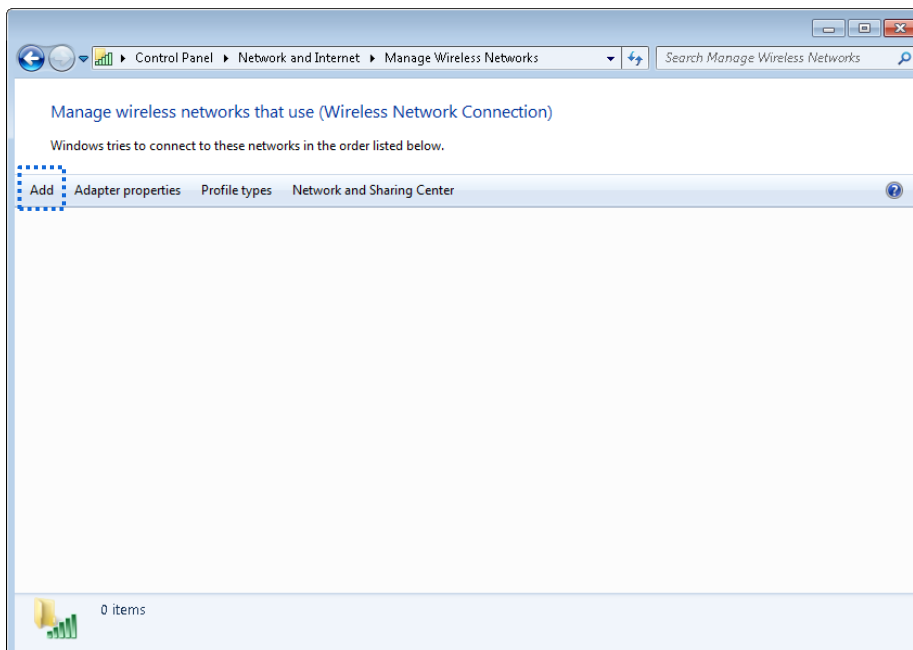 Control Panel Network and Internet Manage Wireless Networks Search Manage Wireless Networks
Manage wireless networks that use (Wireless Network Connection)
Windows tries to connect to these networks in the order listed below.
Add Adapter properties Profile types Network and Sharing Center
0 items